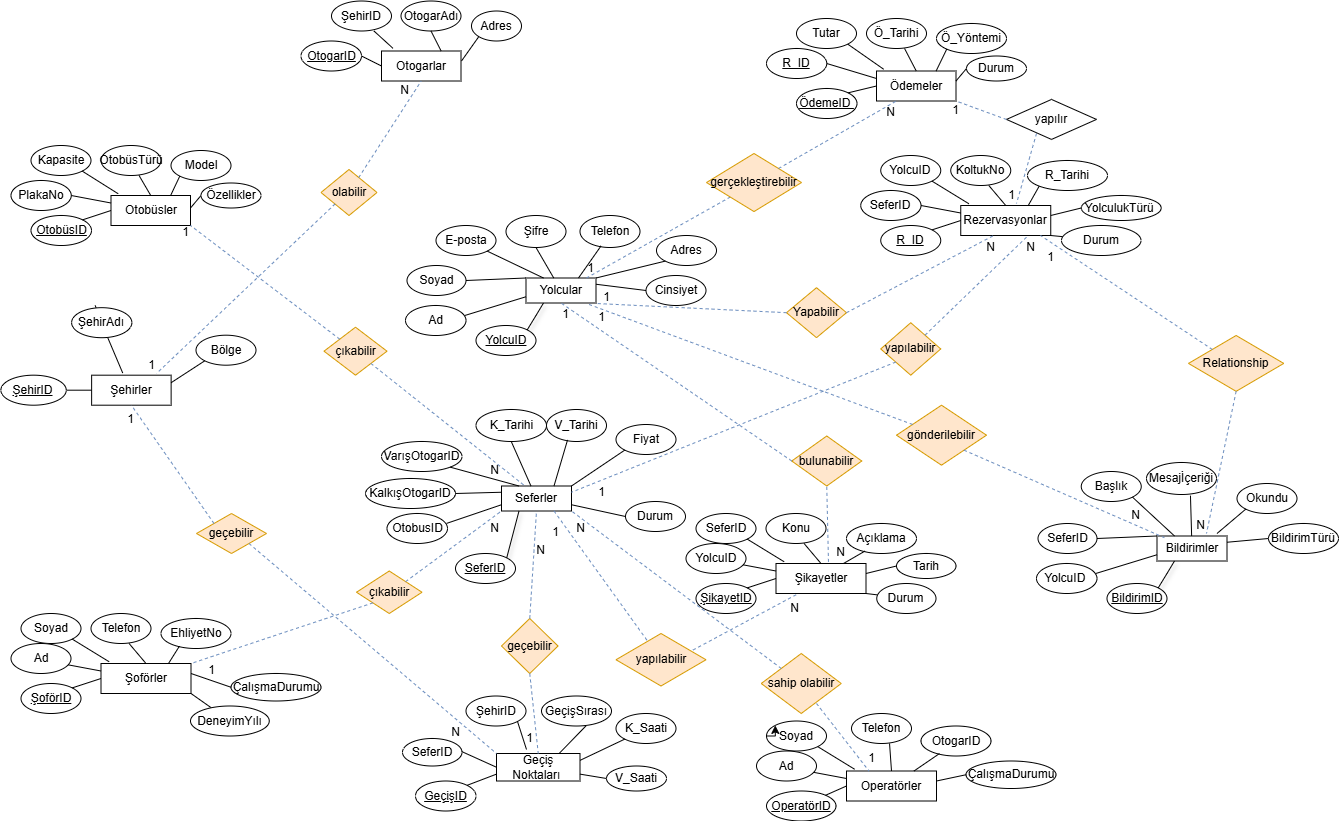 ŞehirID
OtogarAdı
Adres
OtogarID
Otogarlar
N
Tutar
Ö_Tarihi
Ö_Yöntemi
R_ID
Durum
Ödemeler
ÖdemeID
N
1
yapılır
Kapasite
OtobüsTürü
Model
PlakaNo
Özellikler
Otobüsler
OtobüsID
1
olabilir
gerçekleştirebilir
YolcuID
KoltukNo
R_Tarihi
1
SeferID
YolculukTürü
Rezervasyonlar
R_ID
Durum
N
N
1
E-posta
Şifre
Telefon
Adres
Soyad
1
Cinsiyet
Yolcular
1
Ad
1
1
YolcuID
Yapabilir
ŞehirAdı
Bölge
1
ŞehirID
Şehirler
1
çıkabilir
yapılabilir
Relationship
K_Tarihi
V_Tarihi
Fiyat
VarışOtogarID
N
KalkışOtogarID
Seferler
1
OtobusID
Durum
N
1
N
N
SeferID
gönderilebilir
bulunabilir
Başlık
Mesajİçeriği
Okundu
N
N
SeferID
BildirimTürü
Bildirimler
YolcuID
BildirimID
SeferID
Konu
Açıklama
N
YolcuID
Tarih
Şikayetler
ŞikayetID
Durum
N
geçebilir
çıkabilir
geçebilir
yapılabilir
sahip olabilir
Soyad
Telefon
EhliyetNo
Ad
1
Şoförler
ÇalışmaDurumu
ŞoförID
DeneyimYılı
ŞehirID
GeçişSırası
N
1
K_Saati
SeferID
Geçiş
Noktaları
V_Saati
GeçişID
Soyad
Telefon
OtogarID
1
Ad
ÇalışmaDurumu
Operatörler
OperatörID